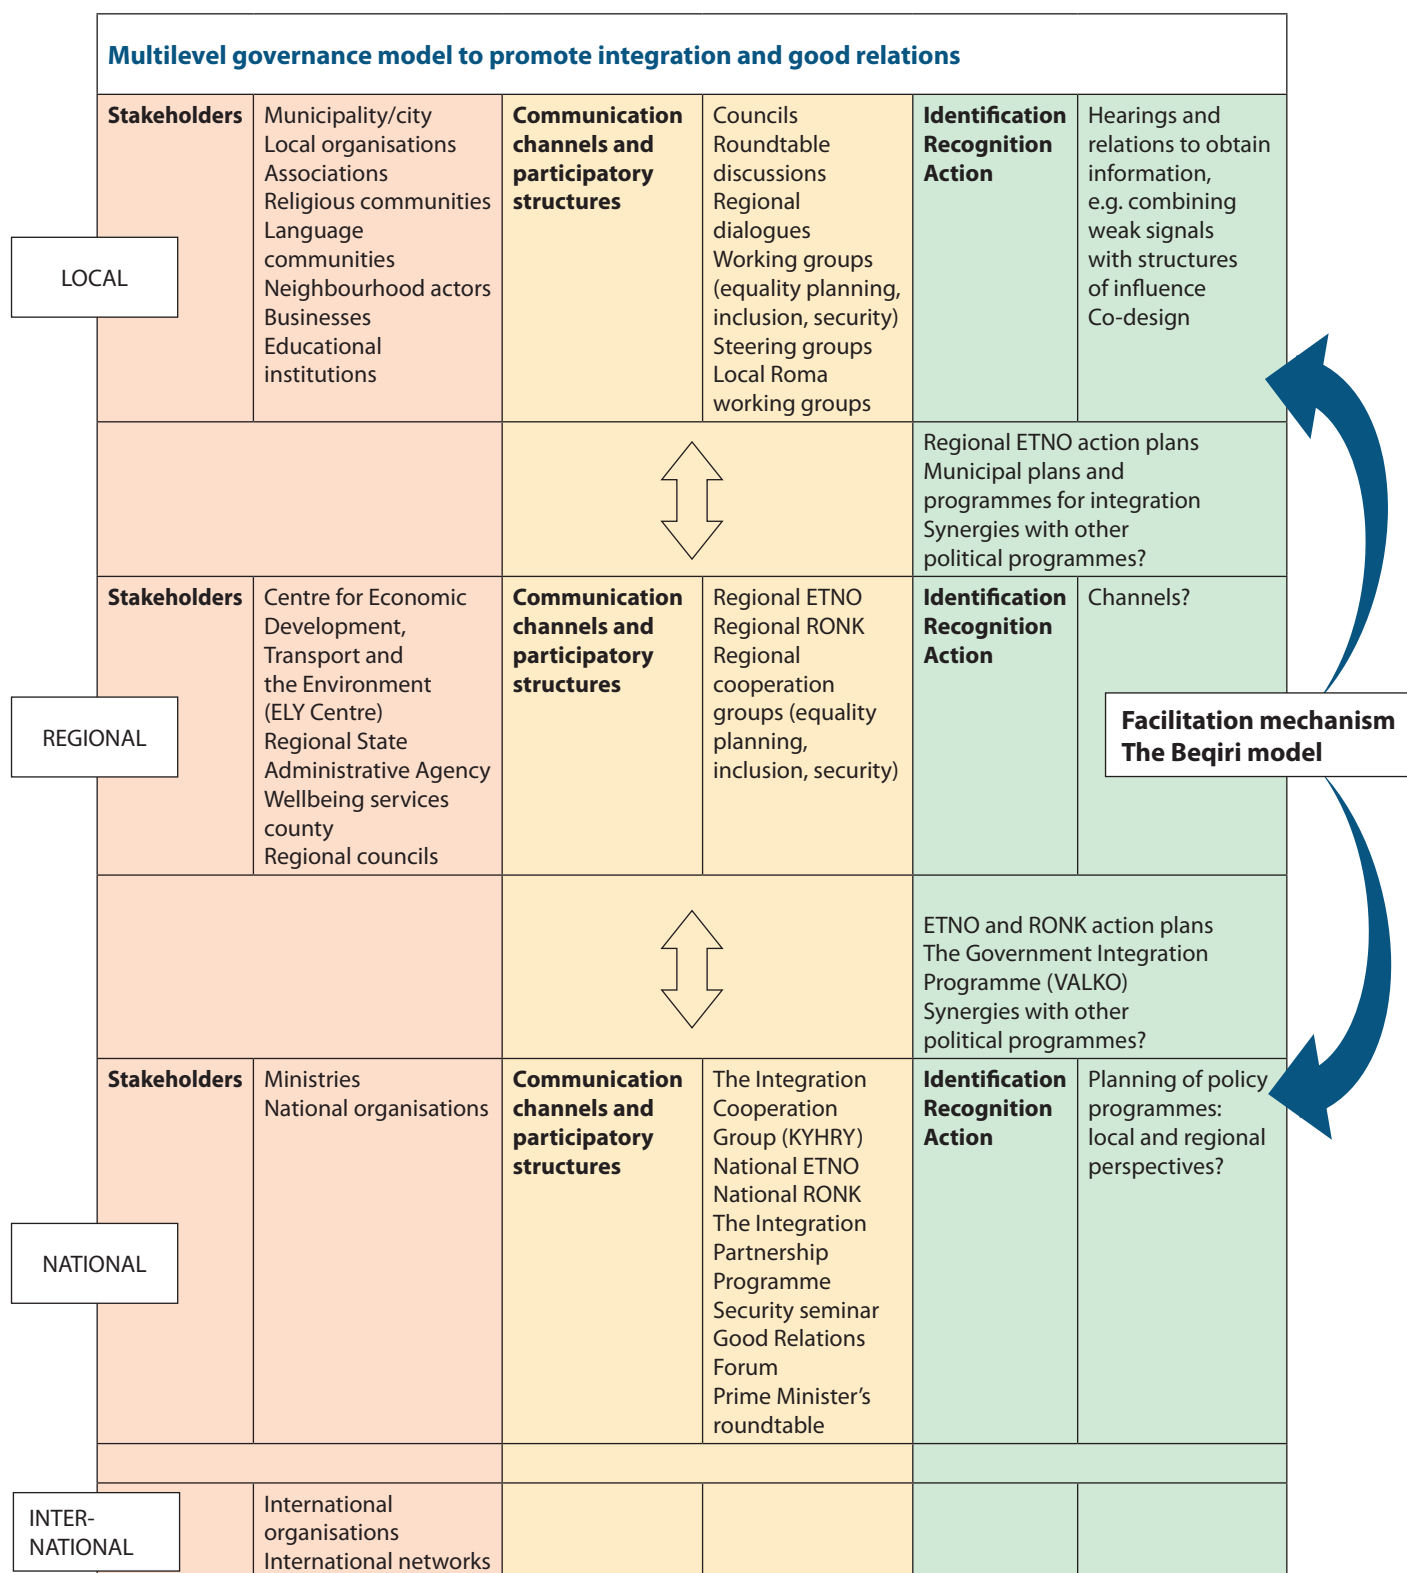 Multilevel governance model to promote integration and good relations
LOCAL
Stakeholders
Municipality/city
Local organisations
Associations
Religious communities
Language
communities
Neighbourhood actors
Businesses
Educational
institutions
Communication
channels and
participatory
structures
Councils
Roundtable
discussions
Regional
dialogues
Working groups
(equality planning,
inclusion, security)
Steering groups
Local Roma
working groups
Identification
Recognition
Action
Hearings and
relations to obtain
information,
e.g. combining
weak signals
with structures
of influence
Co-design
Regional ETNO action plans
Municipal plans and
programmes for integration
Synergies with other
political programmes?
REGIONAL
Stakeholders
Centre for Economic
Development,
Transport and
the Environment
(ELY Centre)
Regional State
Administrative Agency
Wellbeing services
county
Regional councils
Communication
channels and
participatory
structures
Regional ETNO
Regional RONK
Regional
cooperation
groups (equality
planning,
inclusion, security)
Identification
Recognition
Action
Channels?
Facilitation mechanism
The Beqiri model
ETNO and RONK action plans
The Government Integration
Programme (VALKO)
Synergies with other
political programmes?
NATIONAL
Stakeholders
Ministries
National organisations
Communication
channels and
participatory
structures
The Integration
Cooperation
Group (KYHRY)
National ETNO
National RONK
The Integration
Partnership
Programme
Security seminar
Good Relations
Forum
Prime Minister’s
roundtable
Identification
Recognition
Action
Planning of policy
programmes:
local and regional
perspectives?
INTER-
NATIONAL
International
organisations
International networks